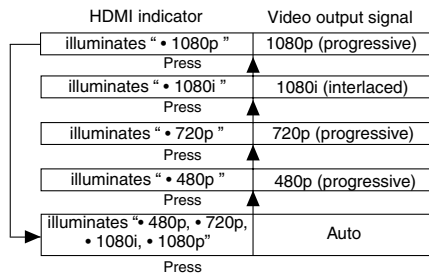 HDMI indicator Video output signal
illuminates “ • 1080p ” 1080p (progressive)
Press
illuminates “ • 1080i ” 1080i (interlaced)
Press
illuminates “ • 720p ” 720p (progressive)
Press
illuminates “ • 480p ” 480p (progressive)
Press
illuminates “• 480p, • 720p,
• 1080i, • 1080p” Auto
Press